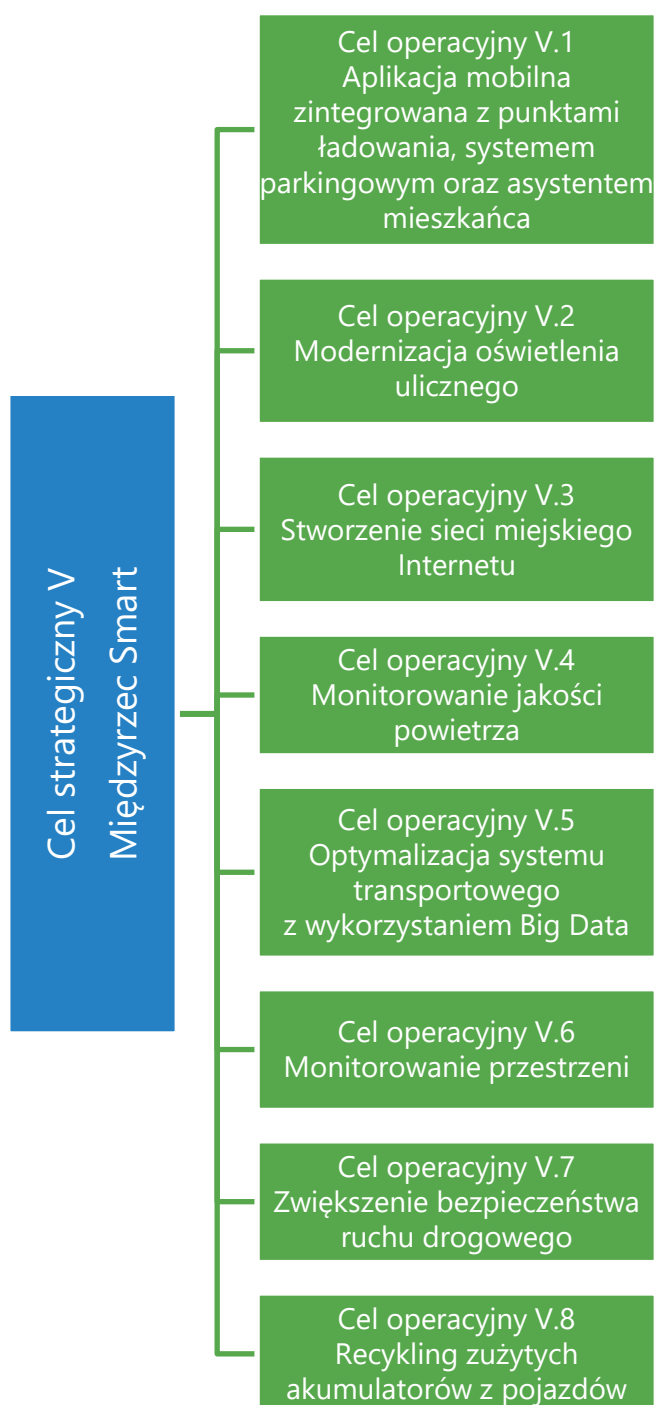 Cel strategiczny V
Międzyrzec Smart
Cel operacyjny V.1
Aplikacja mobilna
zintegrowana z punktami
ładowania, systemem
parkingowym oraz asystentem
mieszkańca
Cel operacyjny V.2
Modernizacja oświetlenia
ulicznego
Cel operacyjny V.3
Stworzenie sieci miejskiego
Internetu
Cel operacyjny V.4
Monitorowanie jakości
powietrza
Cel operacyjny V.5
Optymalizacja systemu
transportowego
z wykorzystaniem Big Data
Cel operacyjny V.6
Monitorowanie przestrzeni
Cel operacyjny V.7
Zwiększenie bezpieczeństwa
ruchu drogowego
Cel operacyjny V.8
Recykling zużytych
akumulatorów z pojazdów